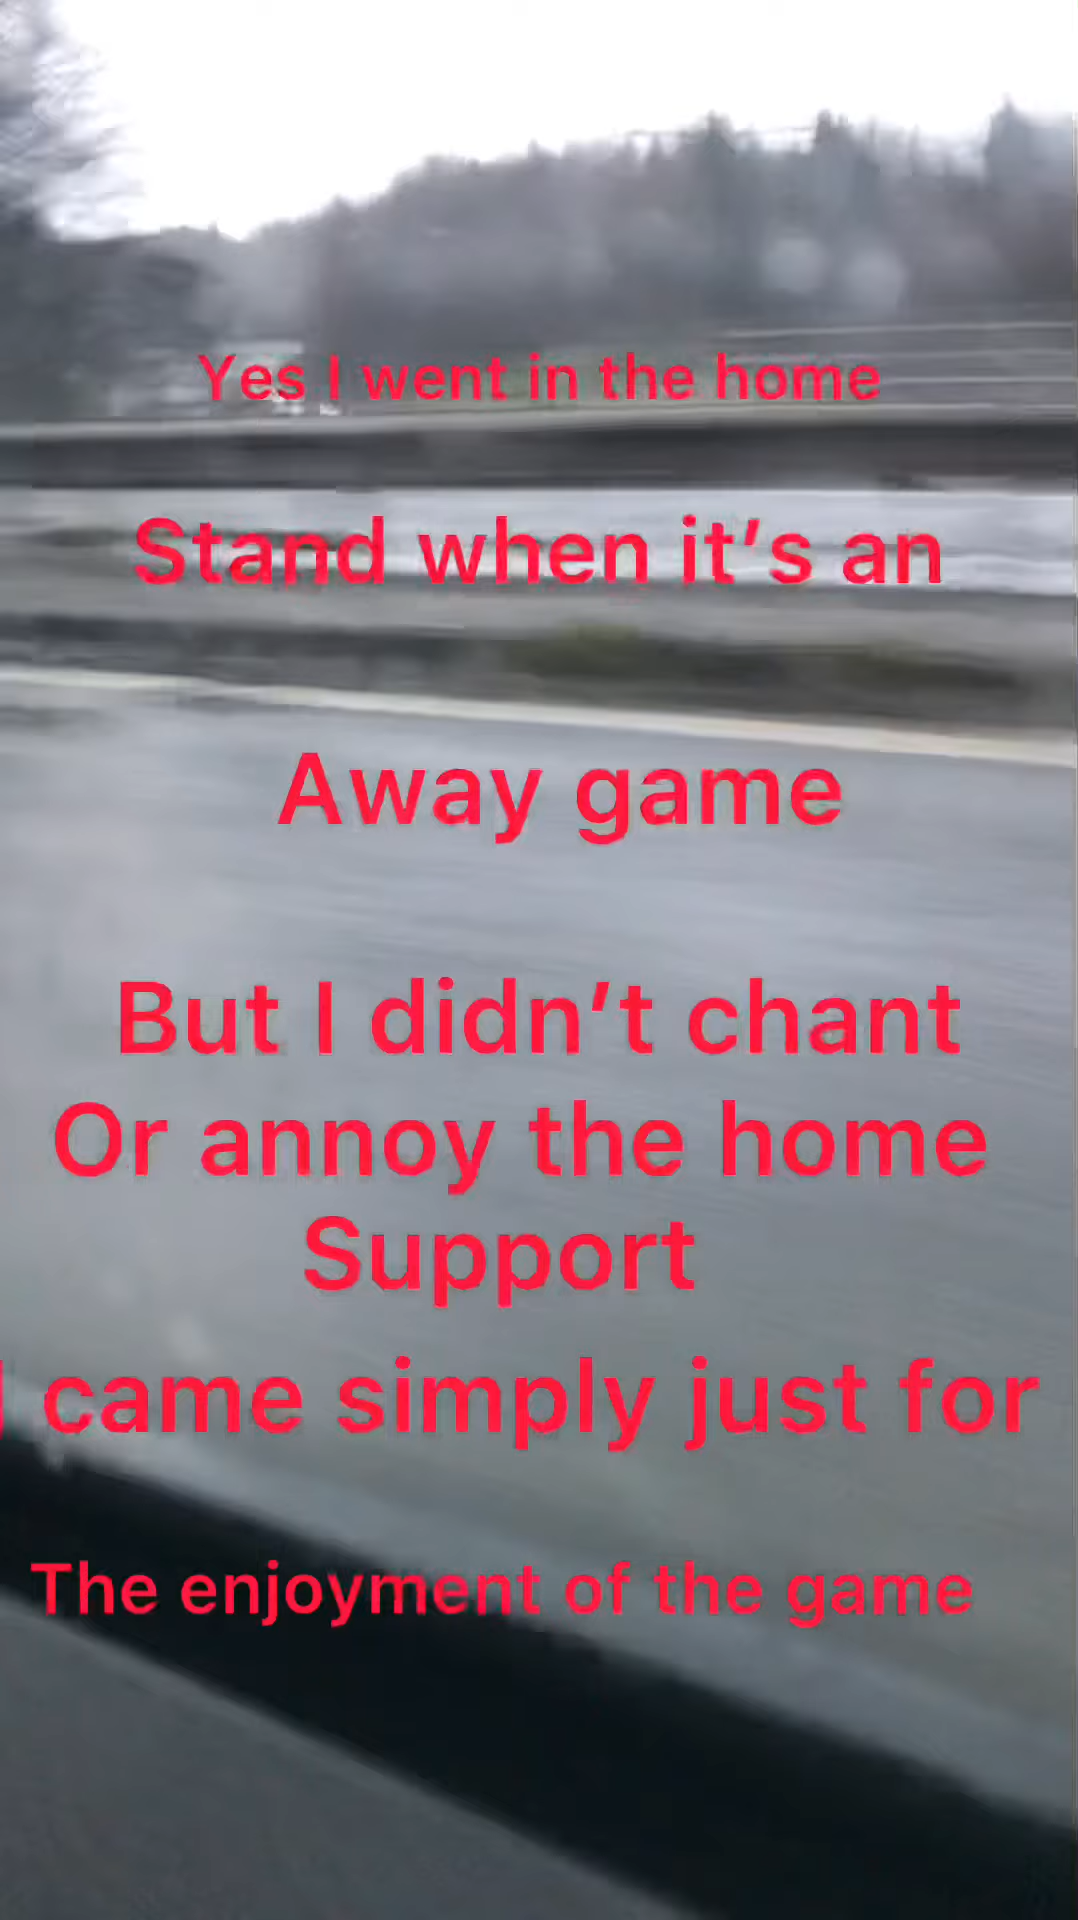 Yes I went in the home
Stand when it's an
Away game
But I didn't chant
Or annoy the home
Support
I came simply just for
The enjoyment of the game